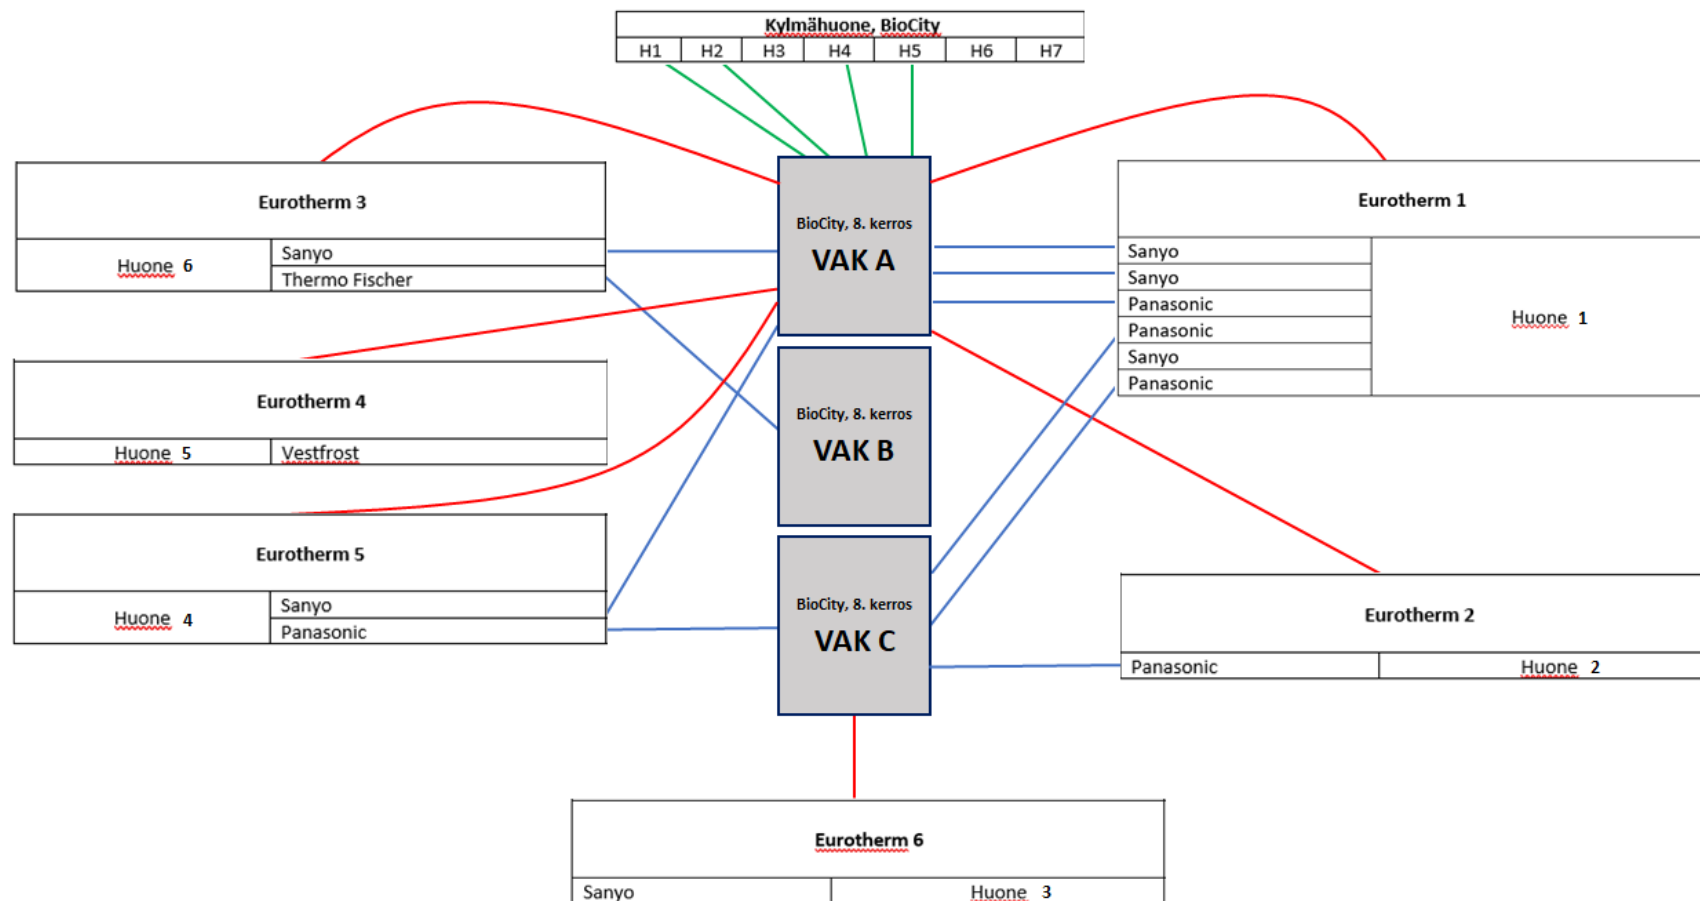 Kylmähuone, BioCity
H1 H2 H3 H4 H5 H6 H7
Eurotherm 3
Huone 6
Sanyo
Thermo Fischer
Eurotherm 4
Huone 5 Vestfrost
Eurotherm 5
Huone 4
Sanyo
Panasonic
BioCity, 8. kerros
VAK A
BioCity, 8. kerros
VAK B
BioCity, 8. kerros
VAK C
Eurotherm 1
Sanyo
Sanyo
Panasonic
Panasonic
Sanyo
Panasonic
Huone 1
Eurotherm 2
Panasonic Huone 2
Eurotherm 6
Sanyo Huone 3